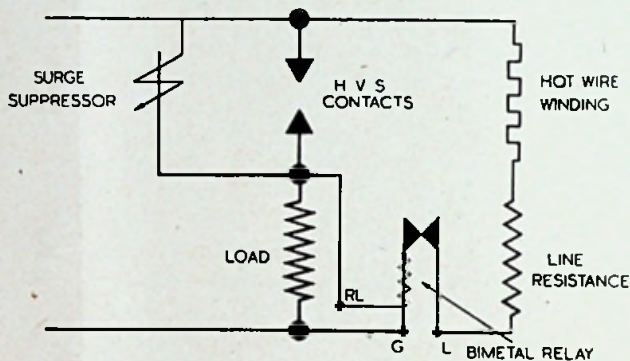 SURGE
SUPPRESSOR
H V S
CONTACTS
HOT WIRE
WINDING
LOAD
LINE
RESISTANCE
RL
G
L
BIMETAL RELAY